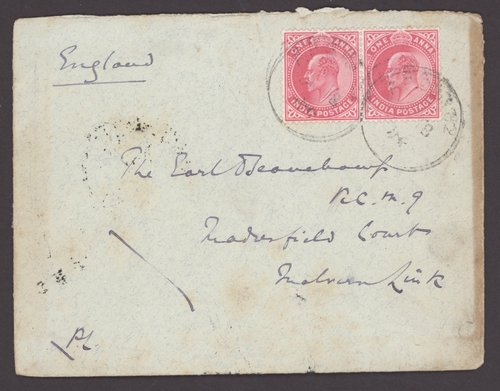 England
ONE ANNA ONE ANNA
INDIA POSTAGE INDIA POSTAGE
The Earl Beauchamp
K.C.M.G
Madresfield Court
Malvern Link